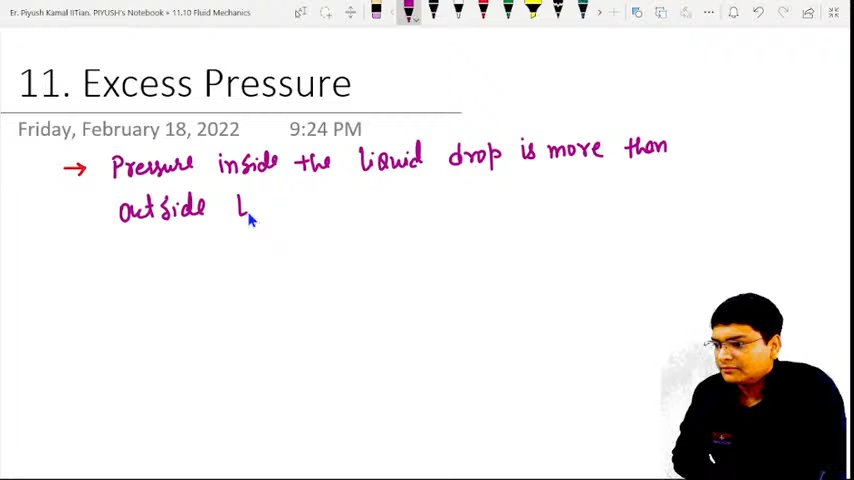 Er. Piyush Kamal IITian. PIYUSH's Notebook » 11.10 Fluid Mechanics
11. Excess Pressure
Friday, February 18, 2022 9:24 PM
→ Pressure inside the liquid drop is more than
outside L